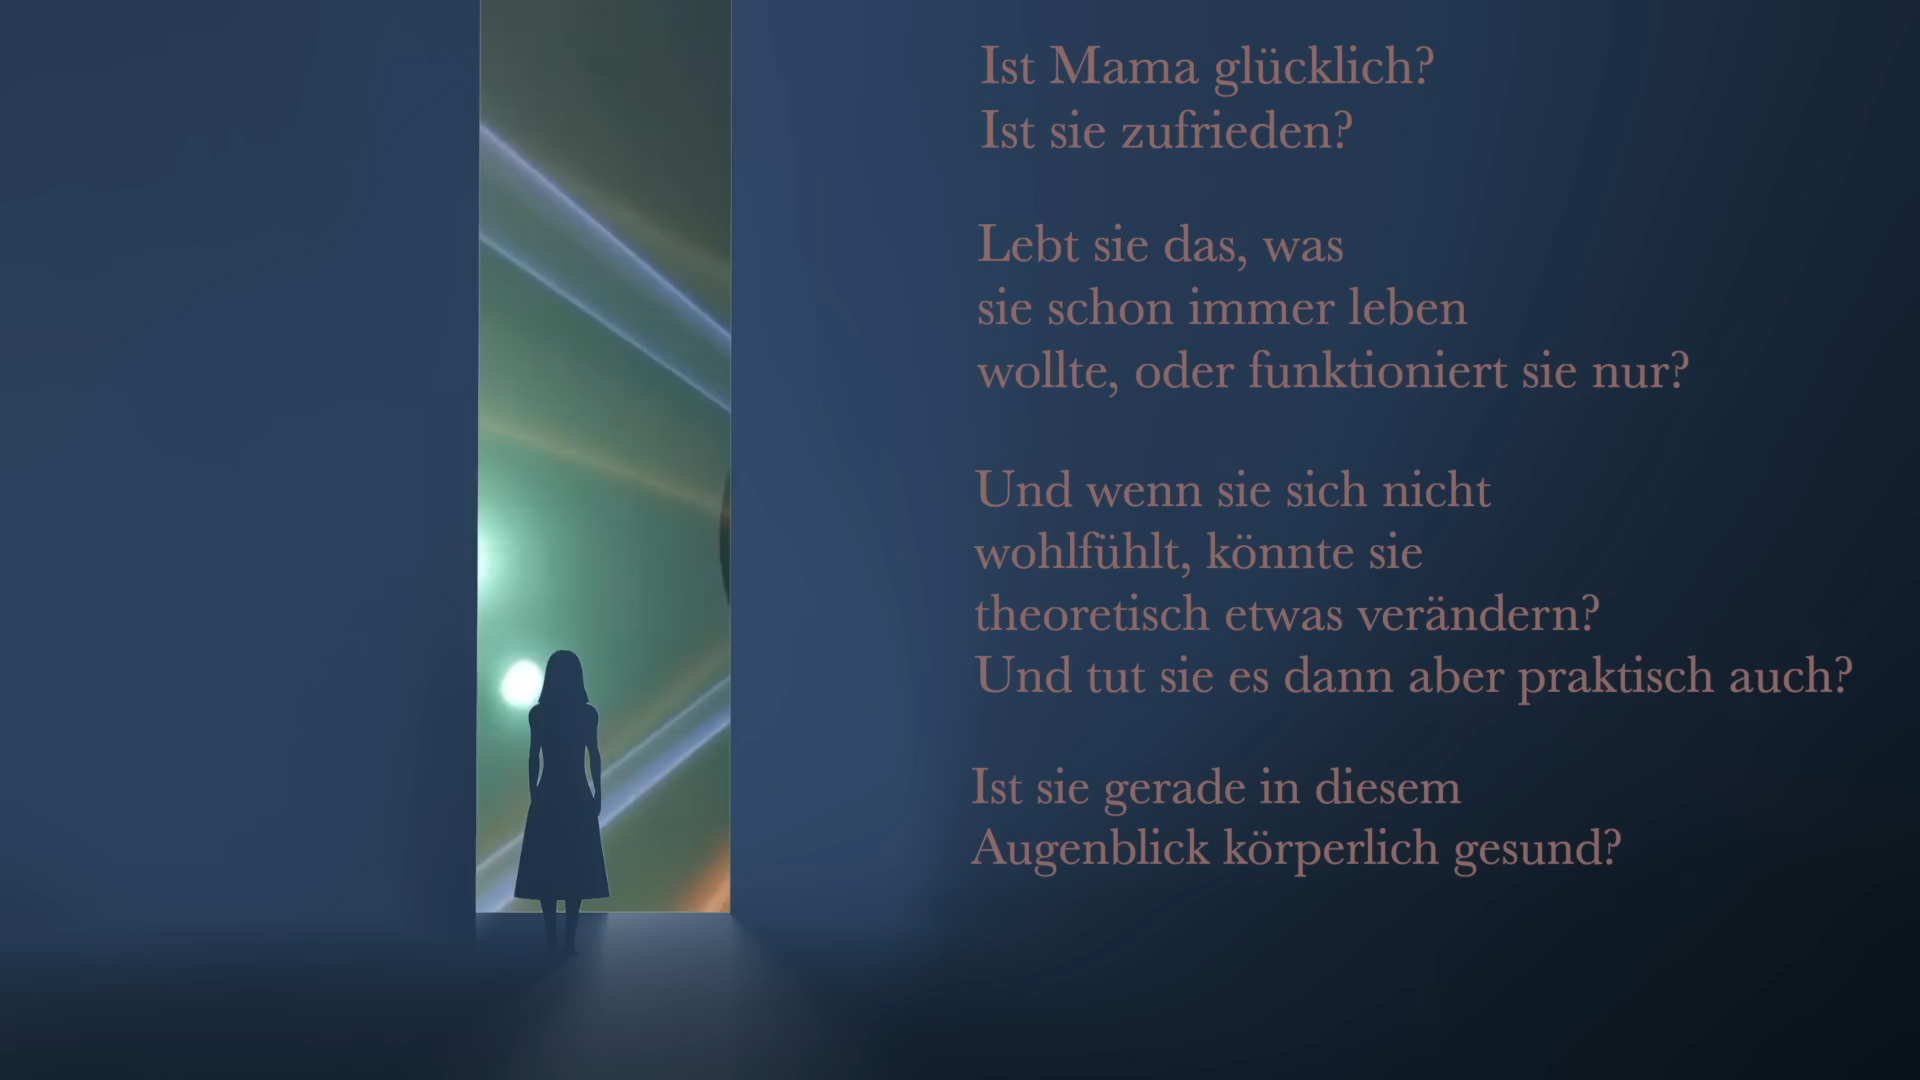 Ist Mama glücklich?
Ist sie zufrieden?
Lebt sie das, was
sie schon immer leben
wollte, oder funktioniert sie nur?
Und wenn sie sich nicht
wohlfühlt, könnte sie
theoretisch etwas verändern?
Und tut sie es dann aber praktisch auch?
Ist sie gerade in diesem
Augenblick körperlich gesund?